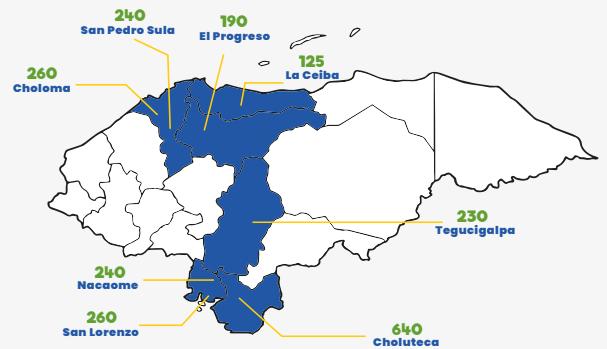 240
San Pedro Sula
190
El Progreso
125
La Ceiba
260
Choloma
230
Tegucigalpa
240
Nacaome
260
San Lorenzo
640
Choluteca